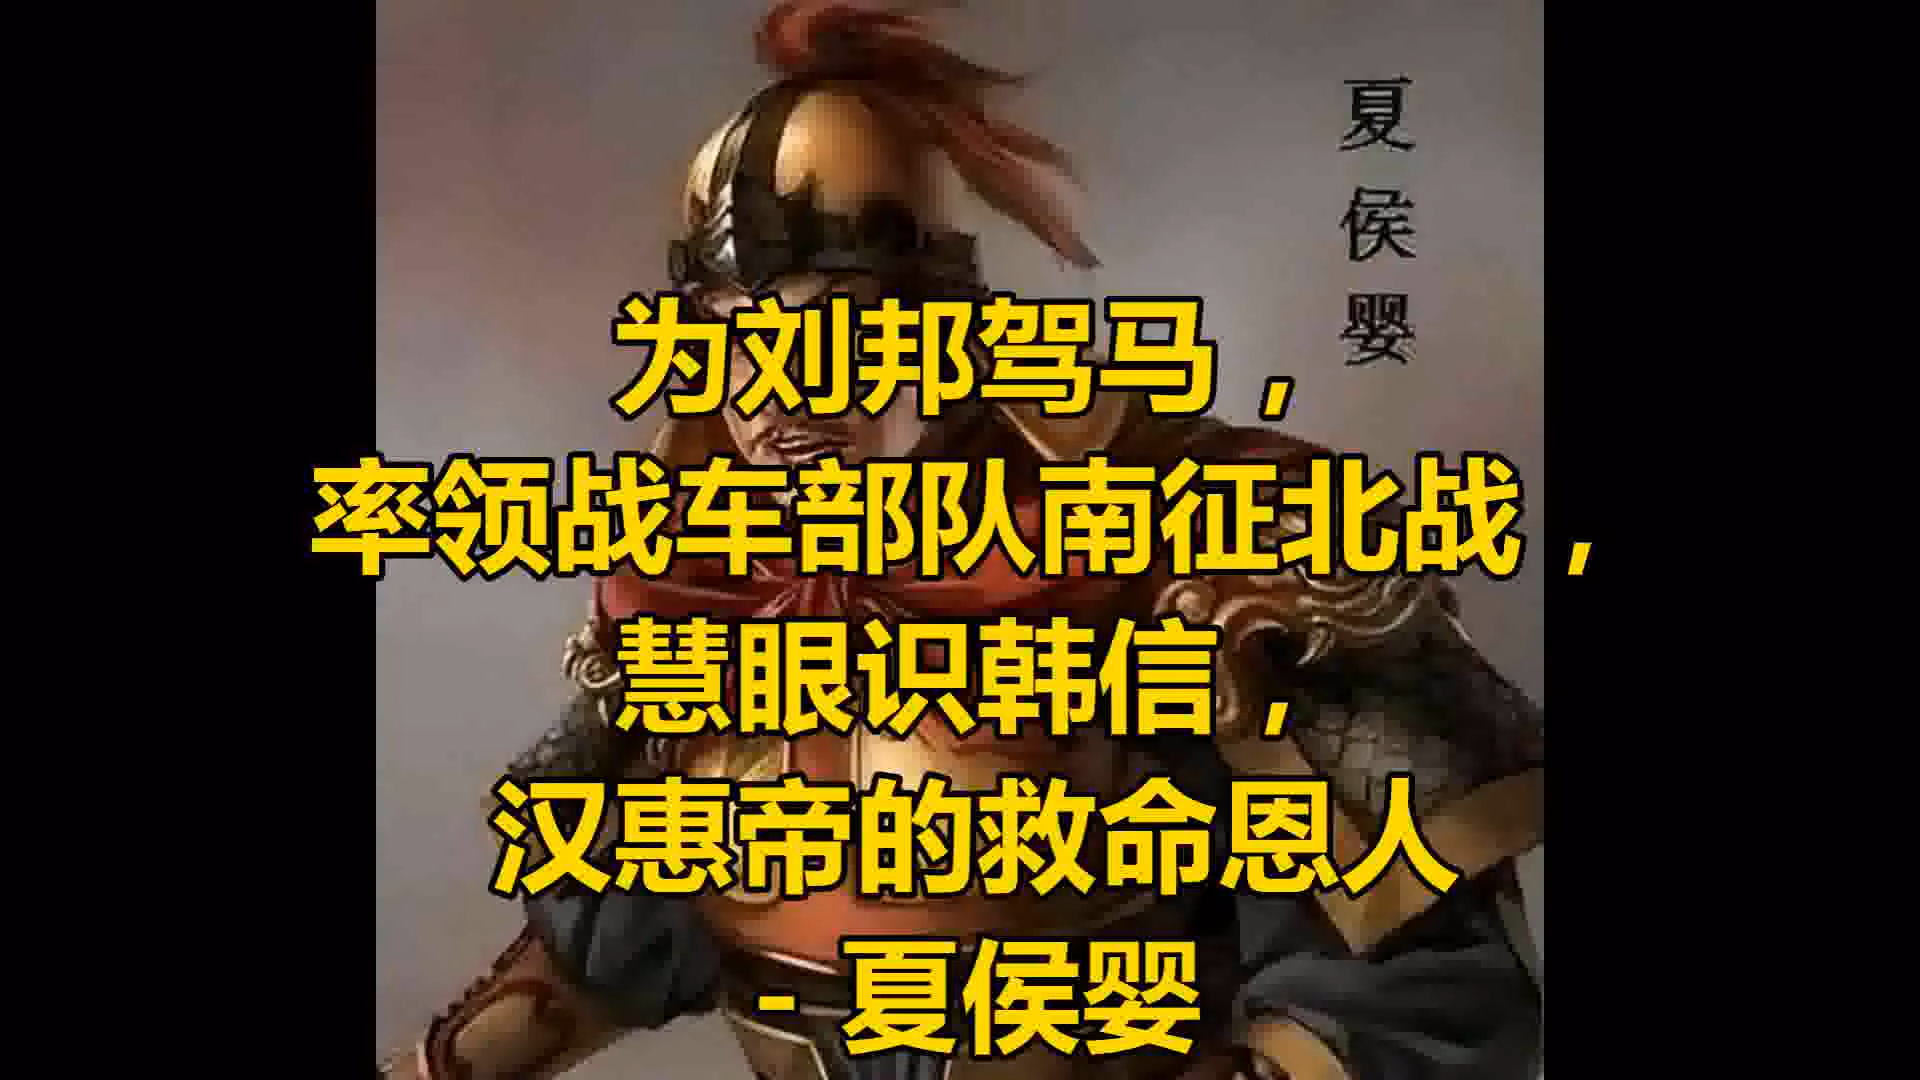 夏侯婴
为刘邦驾马，
率领战车部队南征北战，
慧眼识韩信，
汉惠帝的救命恩人
- 夏侯婴